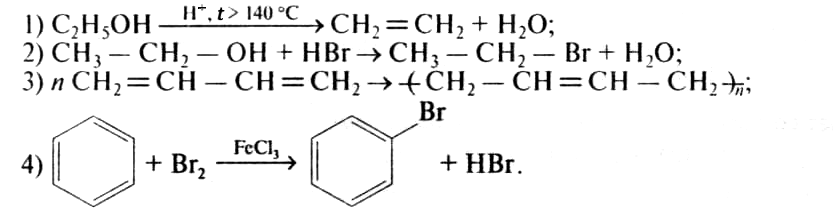 1) C₂H₅OH —H⁺, t > 140 °C→ CH₂=CH₂ + H₂O;
2) CH₃ — CH₂ — OH + HBr → CH₃ — CH₂ — Br + H₂O;
3) n CH₂=CH — CH=CH₂ → (CH₂ — CH=CH — CH₂)ₙ;
Br
4) + Br₂ —FeCl₃→ + HBr.